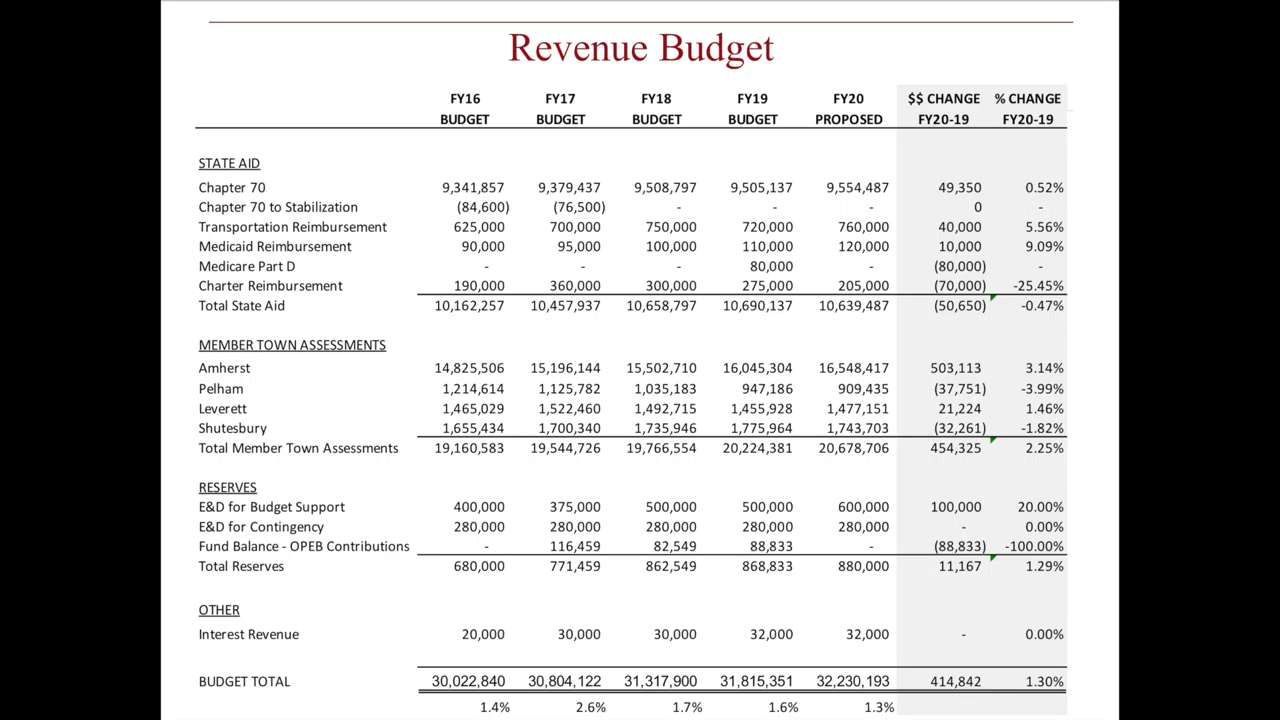 Revenue Budget
FY16 FY17 FY18 FY19 FY20 $$ CHANGE % CHANGE
BUDGET BUDGET BUDGET BUDGET PROPOSED FY20-19 FY20-19
STATE AID
Chapter 70 9,341,857 9,379,437 9,508,797 9,505,137 9,554,487 49,350 0.52%
Chapter 70 to Stabilization (84,600) (76,500) - - - 0 -
Transportation Reimbursement 625,000 700,000 750,000 720,000 760,000 40,000 5.56%
Medicaid Reimbursement 90,000 95,000 100,000 110,000 120,000 10,000 9.09%
Medicare Part D - - - 80,000 - (80,000) -
Charter Reimbursement 190,000 360,000 300,000 275,000 205,000 (70,000) -25.45%
Total State Aid 10,162,257 10,457,937 10,658,797 10,690,137 10,639,487 (50,650) -0.47%
MEMBER TOWN ASSESSMENTS
Amherst 14,825,506 15,196,144 15,502,710 16,045,304 16,548,417 503,113 3.14%
Pelham 1,214,614 1,125,782 1,035,183 947,186 909,435 (37,751) -3.99%
Leverett 1,465,029 1,522,460 1,492,715 1,455,928 1,477,151 21,224 1.46%
Shutesbury 1,655,434 1,700,340 1,735,946 1,775,964 1,743,703 (32,261) -1.82%
Total Member Town Assessments 19,160,583 19,544,726 19,766,554 20,224,381 20,678,706 454,325 2.25%
RESERVES
E&D for Budget Support 400,000 375,000 500,000 500,000 600,000 100,000 20.00%
E&D for Contingency 280,000 280,000 280,000 280,000 280,000 - 0.00%
Fund Balance - OPEB Contributions - 116,459 82,549 88,833 - (88,833) -100.00%
Total Reserves 680,000 771,459 862,549 868,833 880,000 11,167 1.29%
OTHER
Interest Revenue 20,000 30,000 30,000 32,000 32,000 - 0.00%
BUDGET TOTAL 30,022,840 30,804,122 31,317,900 31,815,351 32,230,193 414,842 1.30%
1.4% 2.6% 1.7% 1.6% 1.3%